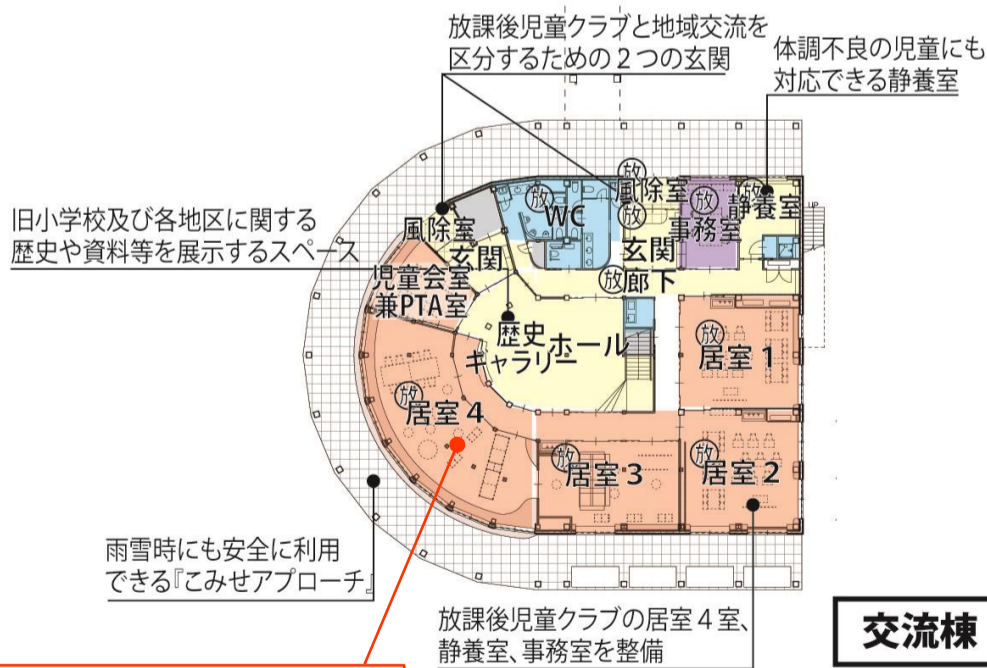 放課後児童クラブと地域交流を
区分するための２つの玄関
体調不良の児童にも
対応できる静養室
旧小学校及び各地区に関する
歴史や資料等を展示するスペース
風除室
玄関
児童会室
兼PTA室
放
WC
放
風除室
放
玄関
放
事務室
放
静養室
UP
放
廊下
歴史
ギャラリー
ホール
放
居室１
放
居室２
放
居室３
放
居室４
雨雪時にも安全に利用
できる『こみせアプローチ』
放課後児童クラブの居室４室、
静養室、事務室を整備
交流棟